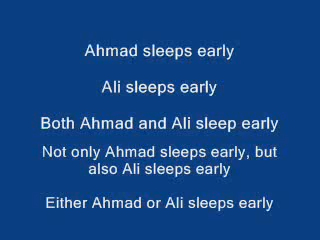 Ahmad sleeps early
Ali sleeps early
Both Ahmad and Ali sleep early
Not only Ahmad sleeps early, but
also Ali sleeps early
Either Ahmad or Ali sleeps early